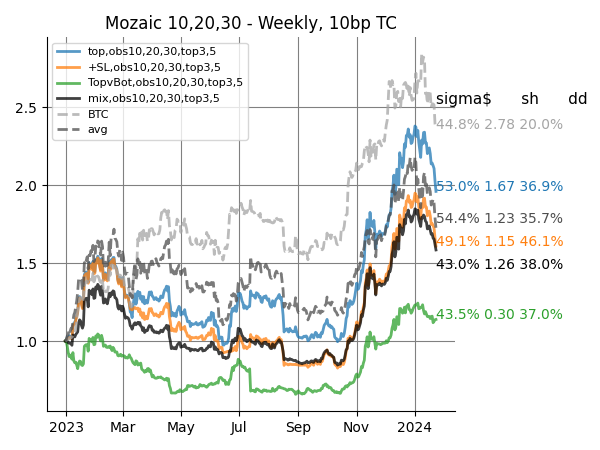 Mozaic 10,20,30 - Weekly, 10bp TC
top,obs10,20,30,top3,5
+SL,obs10,20,30,top3,5
TopvBot,obs10,20,30,top3,5
mix,obs10,20,30,top3,5
BTC
avg
sigma$ sh dd
44.8% 2.78 20.0%
53.0% 1.67 36.9%
54.4% 1.23 35.7%
49.1% 1.15 46.1%
43.0% 1.26 38.0%
43.5% 0.30 37.0%
2.5
2.0
1.5
1.0
2023 Mar May Jul Sep Nov 2024